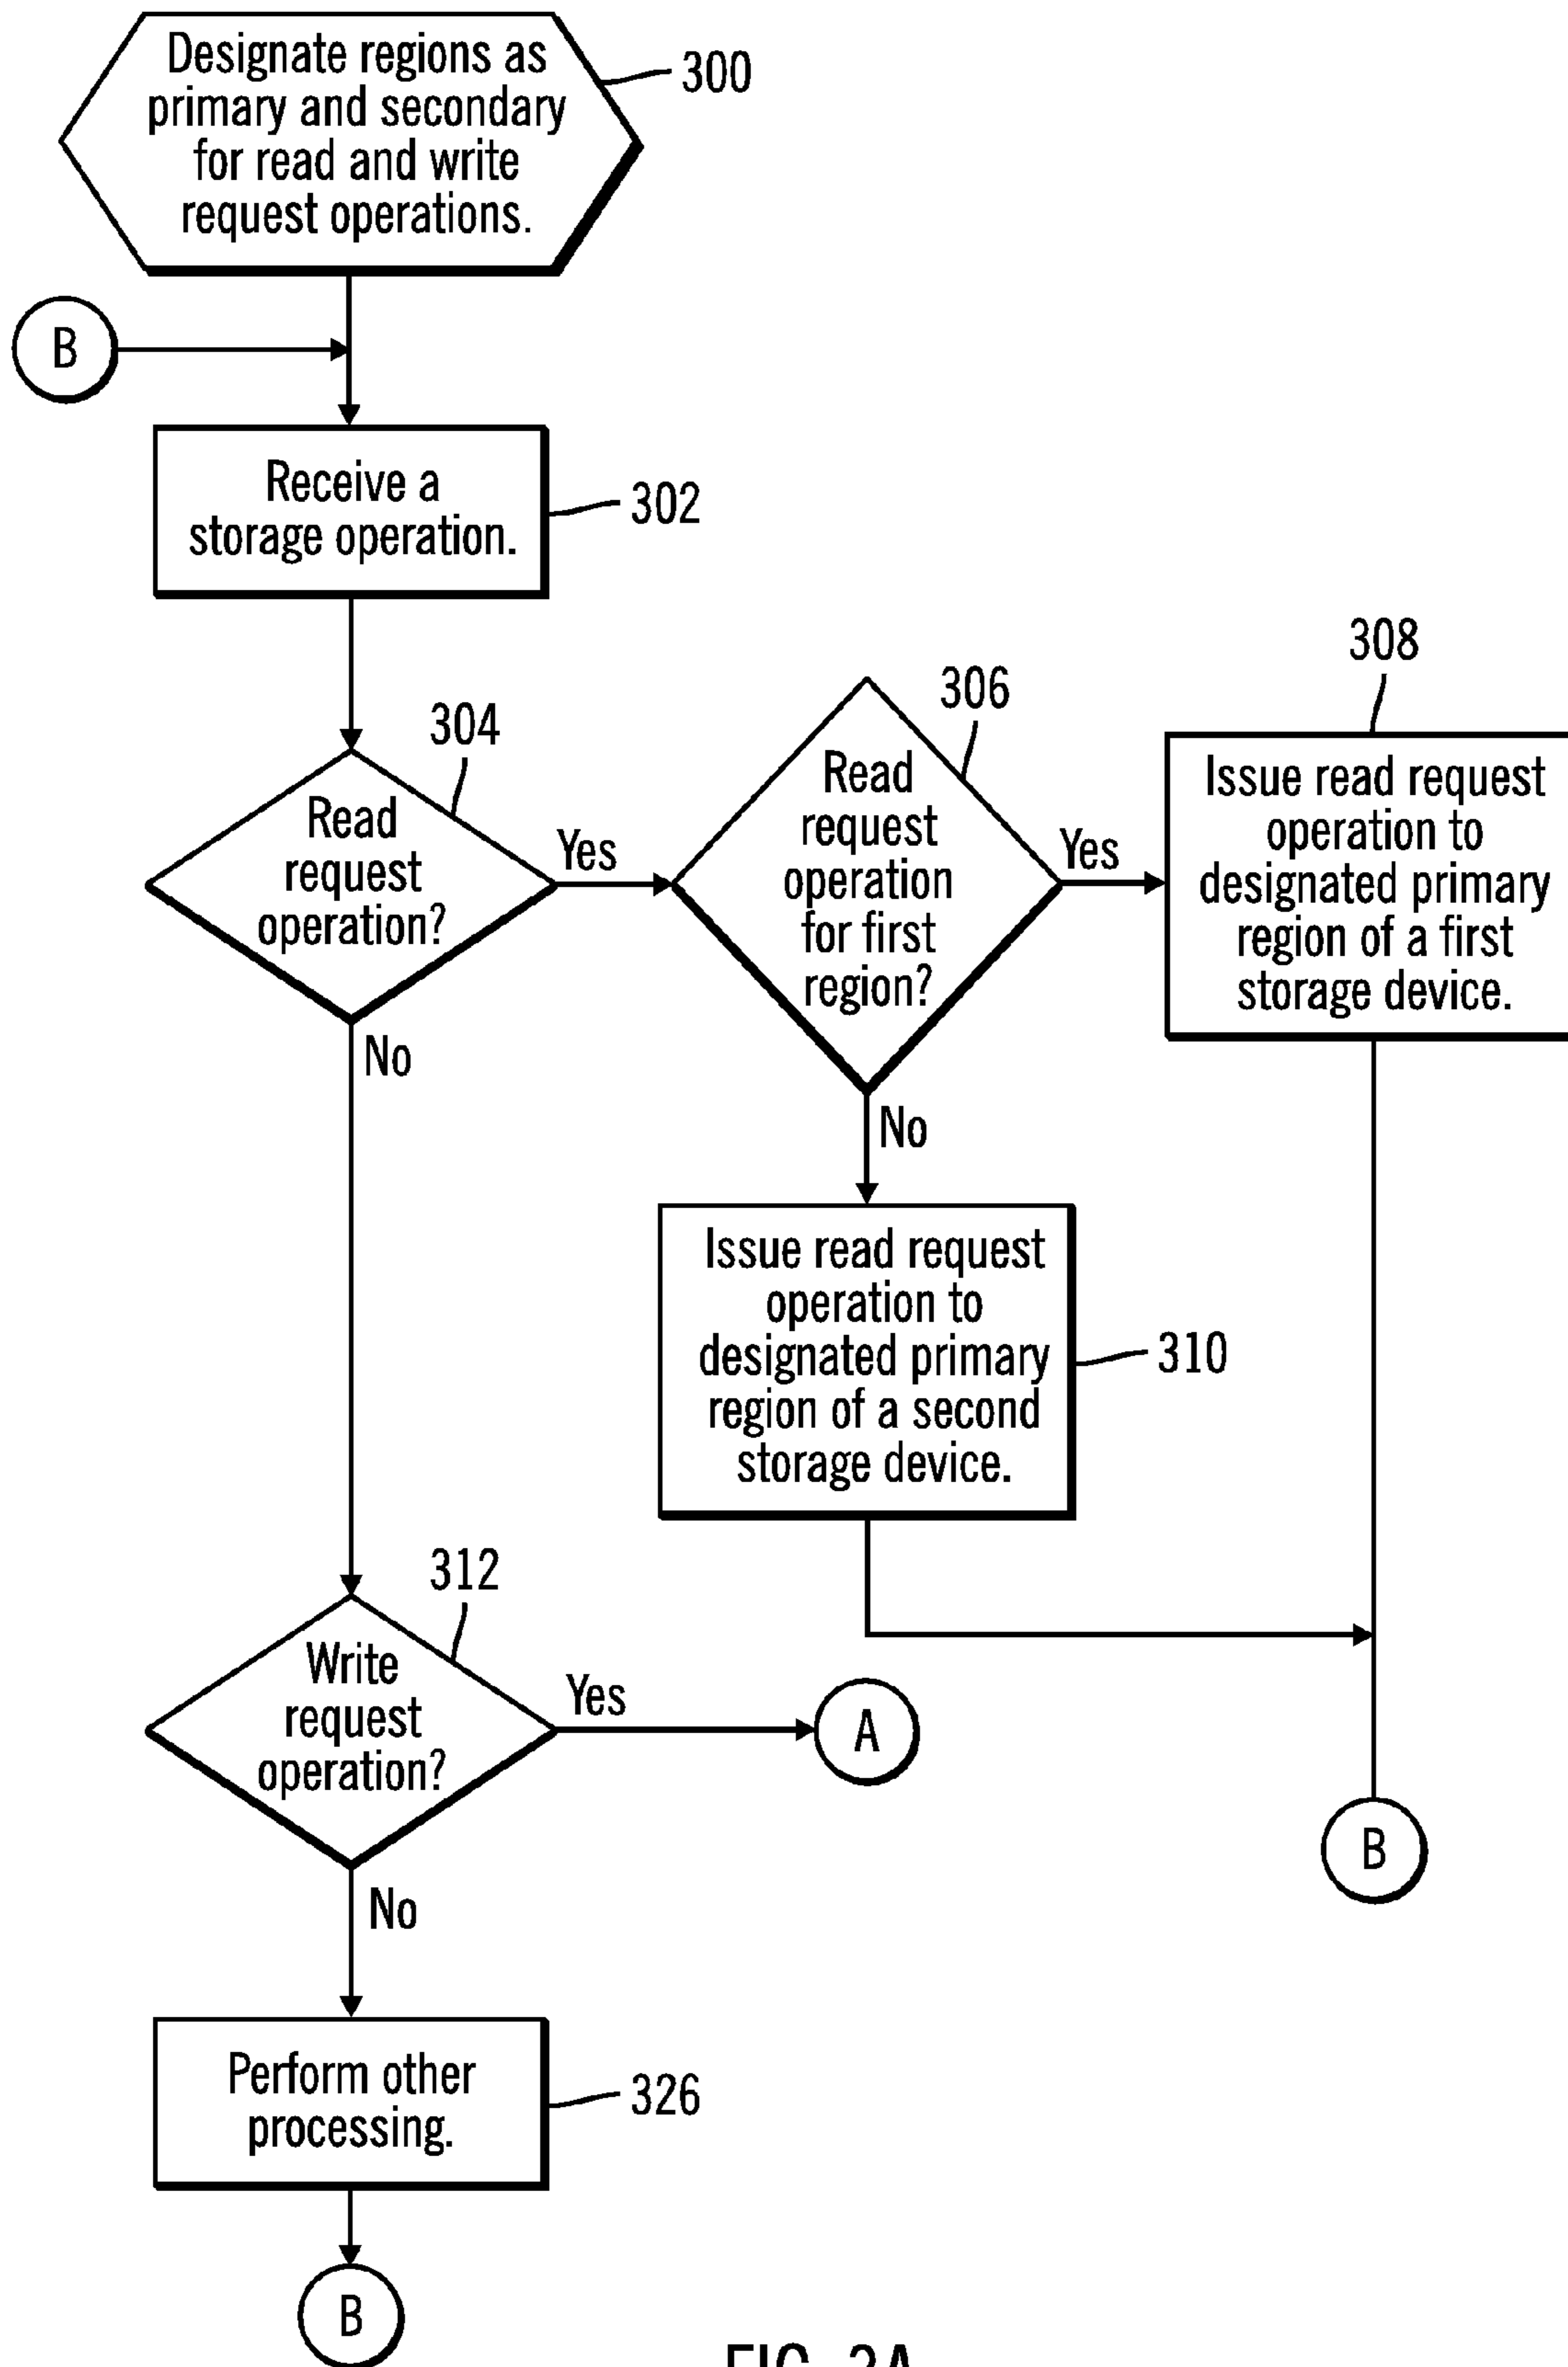 Designate regions as
primary and secondary
for read and write
request operations.
300
B
Receive a
storage operation.
302
304
Read
request
operation?
Yes
No
306
Read
request
operation
for first
region?
Yes
No
308
Issue read request
operation to
designated primary
region of a first
storage device.
Issue read request
operation to
designated primary
region of a second
storage device.
310
312
Write
request
operation?
Yes
A
B
No
Perform other
processing.
326
B
FIG. 3A